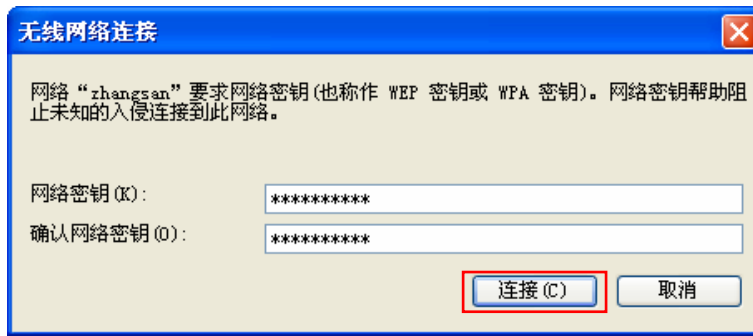 无线网络连接
网络“zhangsan”要求网络密钥(也称作 WEP 密钥或 WPA 密钥)。网络密钥帮助阻
止未知的入侵连接到此网络。
网络密钥(K):
**********
确认网络密钥(O):
**********
连接(C)
取消